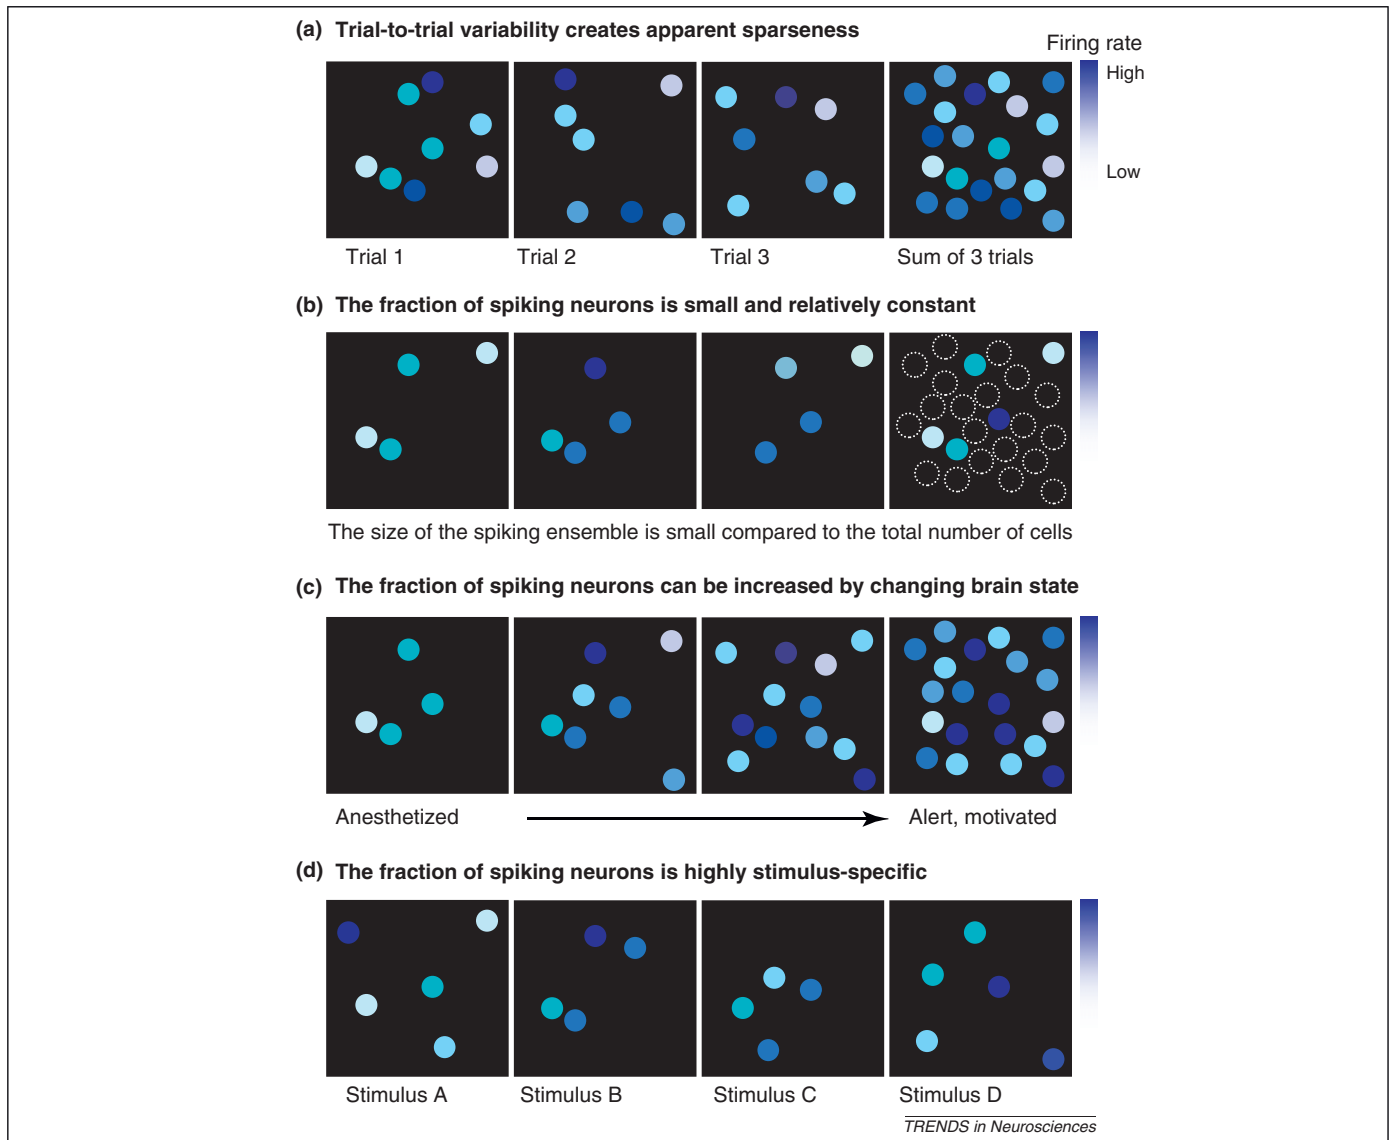 (a) Trial-to-trial variability creates apparent sparseness
Firing rate
High
Low
Trial 1
Trial 2
Trial 3
Sum of 3 trials
(b) The fraction of spiking neurons is small and relatively constant
The size of the spiking ensemble is small compared to the total number of cells
(c) The fraction of spiking neurons can be increased by changing brain state
Anesthetized
Alert, motivated
(d) The fraction of spiking neurons is highly stimulus-specific
Stimulus A
Stimulus B
Stimulus C
Stimulus D
TRENDS in Neurosciences